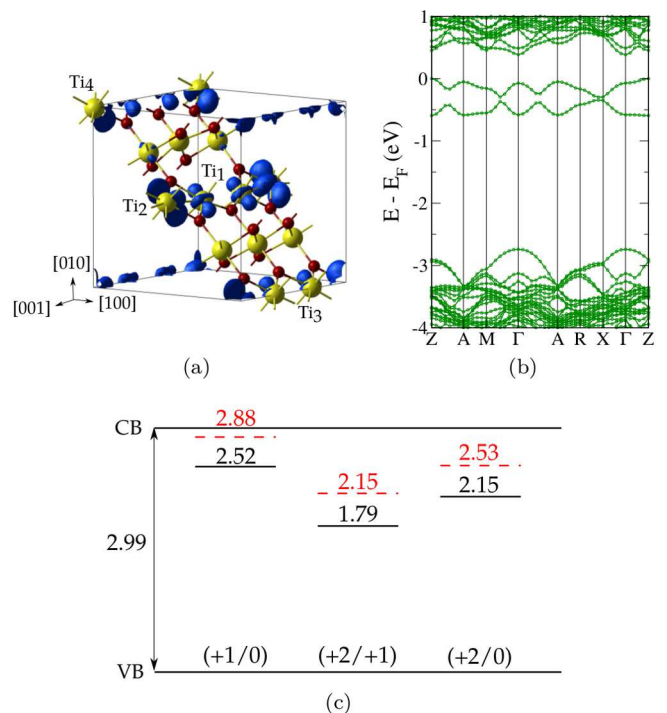 Ti4
Ti1
Ti2
Ti3
[010]
[001]
[100]
(a)
1
0
-1
-2
-3
-4
E - EF (eV)
Z A M Γ A R X Γ Z
(b)
CB
2.88
2.53
2.52
2.15
2.15
1.79
2.99
(+1/0) (+2/+1) (+2/0)
VB
(c)